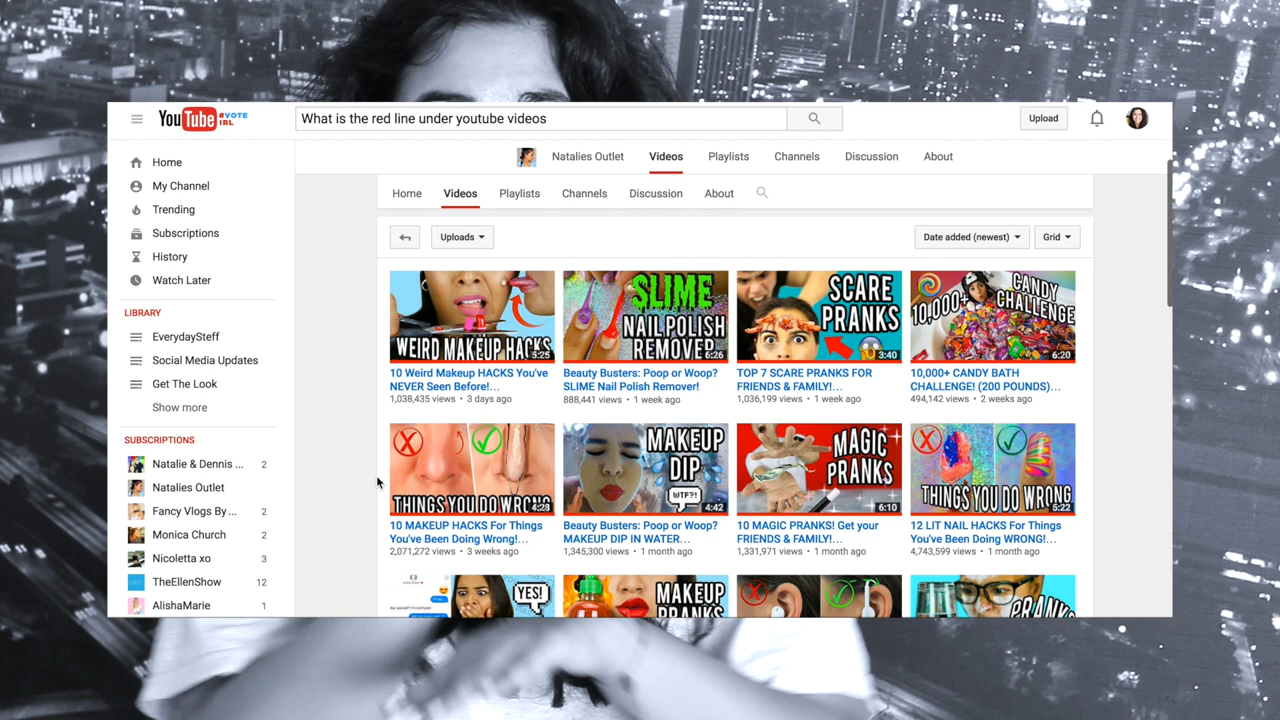 YouTube #VOTE IRL
What is the red line under youtube videos
Upload
Natalies Outlet Videos Playlists Channels Discussion About
Home Videos Playlists Channels Discussion About
Uploads
Date added (newest) Grid
Home
My Channel
Trending
Subscriptions
History
Watch Later
LIBRARY
EverydaySteff
Social Media Updates
Get The Look
Show more
SUBSCRIPTIONS
Natalie & Dennis ... 2
Natalies Outlet
Fancy Vlogs By ... 2
Monica Church 2
Nicoletta xo 3
TheEllenShow 12
AlishaMarie 1
WEIRD MAKEUP HACKS
5:25
10 Weird Makeup HACKS You've
NEVER Seen Before!...
1,038,435 views • 3 days ago
SLIME
NAIL POLISH
REMOVER
6:26
Beauty Busters: Poop or Woop?
SLIME Nail Polish Remover!
888,441 views • 1 week ago
SCARE
PRANKS
3:40
TOP 7 SCARE PRANKS FOR
FRIENDS & FAMILY!...
1,036,199 views • 1 week ago
CANDY
10,000+ CHALLENGE
6:20
10,000+ CANDY BATH
CHALLENGE! (200 POUNDS)...
494,142 views • 2 weeks ago
THINGS YOU DO WRONG
4:28
10 MAKEUP HACKS For Things
You've Been Doing Wrong!...
2,071,272 views • 3 weeks ago
MAKEUP
DIP
WTF?!
4:42
Beauty Busters: Poop or Woop?
MAKEUP DIP IN WATER...
1,345,300 views • 1 month ago
MAGIC
PRANKS
6:10
10 MAGIC PRANKS! Get your
FRIENDS & FAMILY!...
1,331,971 views • 1 month ago
THINGS YOU DO WRONG
5:22
12 LIT NAIL HACKS For Things
You've Been Doing WRONG!...
4,743,599 views • 1 month ago
YES!
MAKEUP
PRANKS
PRANKS